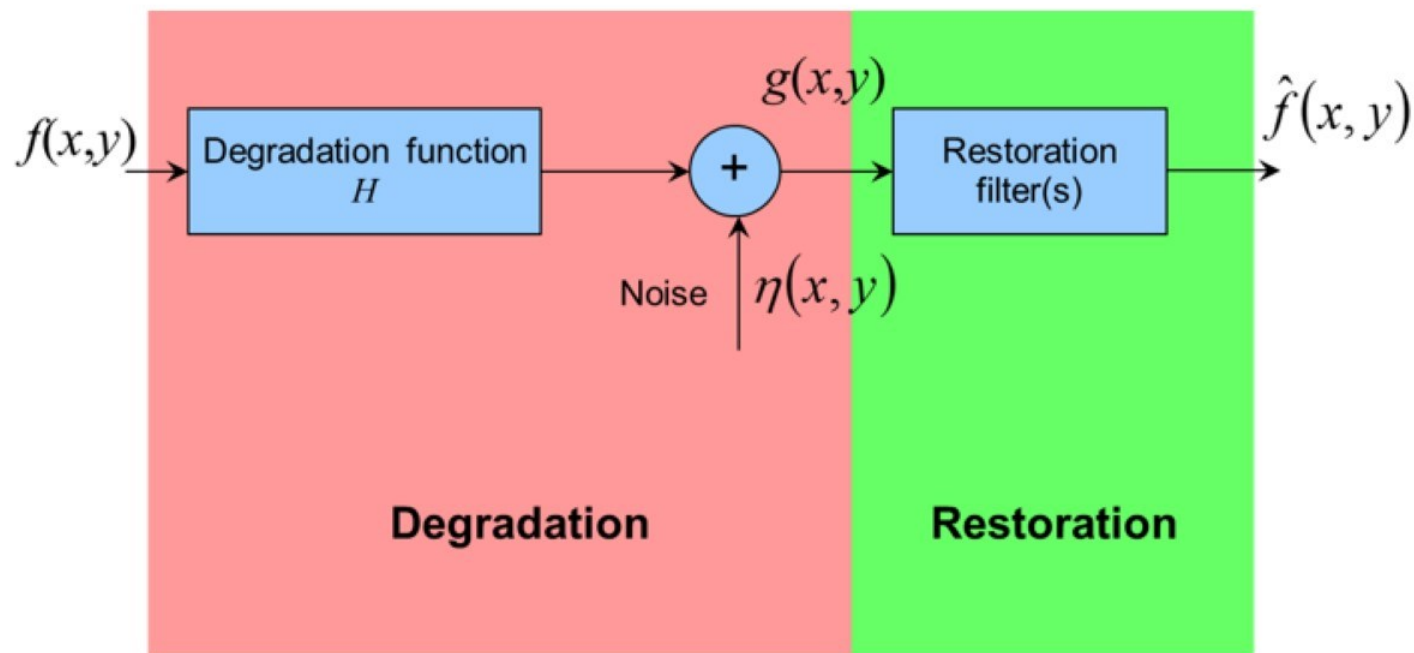 f(x,y)
Degradation function
H
+
g(x,y)
Restoration
filter(s)
f̂(x, y)
Noise
η(x, y)
Degradation
Restoration